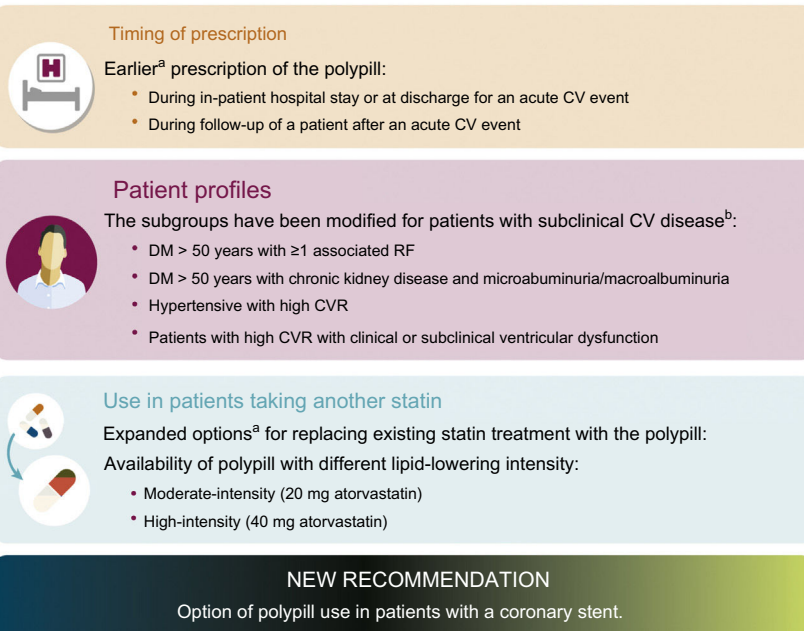 Timing of prescription
Earlierᵃ prescription of the polypill:
• During in-patient hospital stay or at discharge for an acute CV event
• During follow-up of a patient after an acute CV event
H
Patient profiles
The subgroups have been modified for patients with subclinical CV diseaseᵇ:
• DM > 50 years with ≥1 associated RF
• DM > 50 years with chronic kidney disease and microabuminuria/macroalbuminuria
• Hypertensive with high CVR
• Patients with high CVR with clinical or subclinical ventricular dysfunction
Use in patients taking another statin
Expanded optionsᵃ for replacing existing statin treatment with the polypill:
Availability of polypill with different lipid-lowering intensity:
• Moderate-intensity (20 mg atorvastatin)
• High-intensity (40 mg atorvastatin)
NEW RECOMMENDATION
Option of polypill use in patients with a coronary stent.